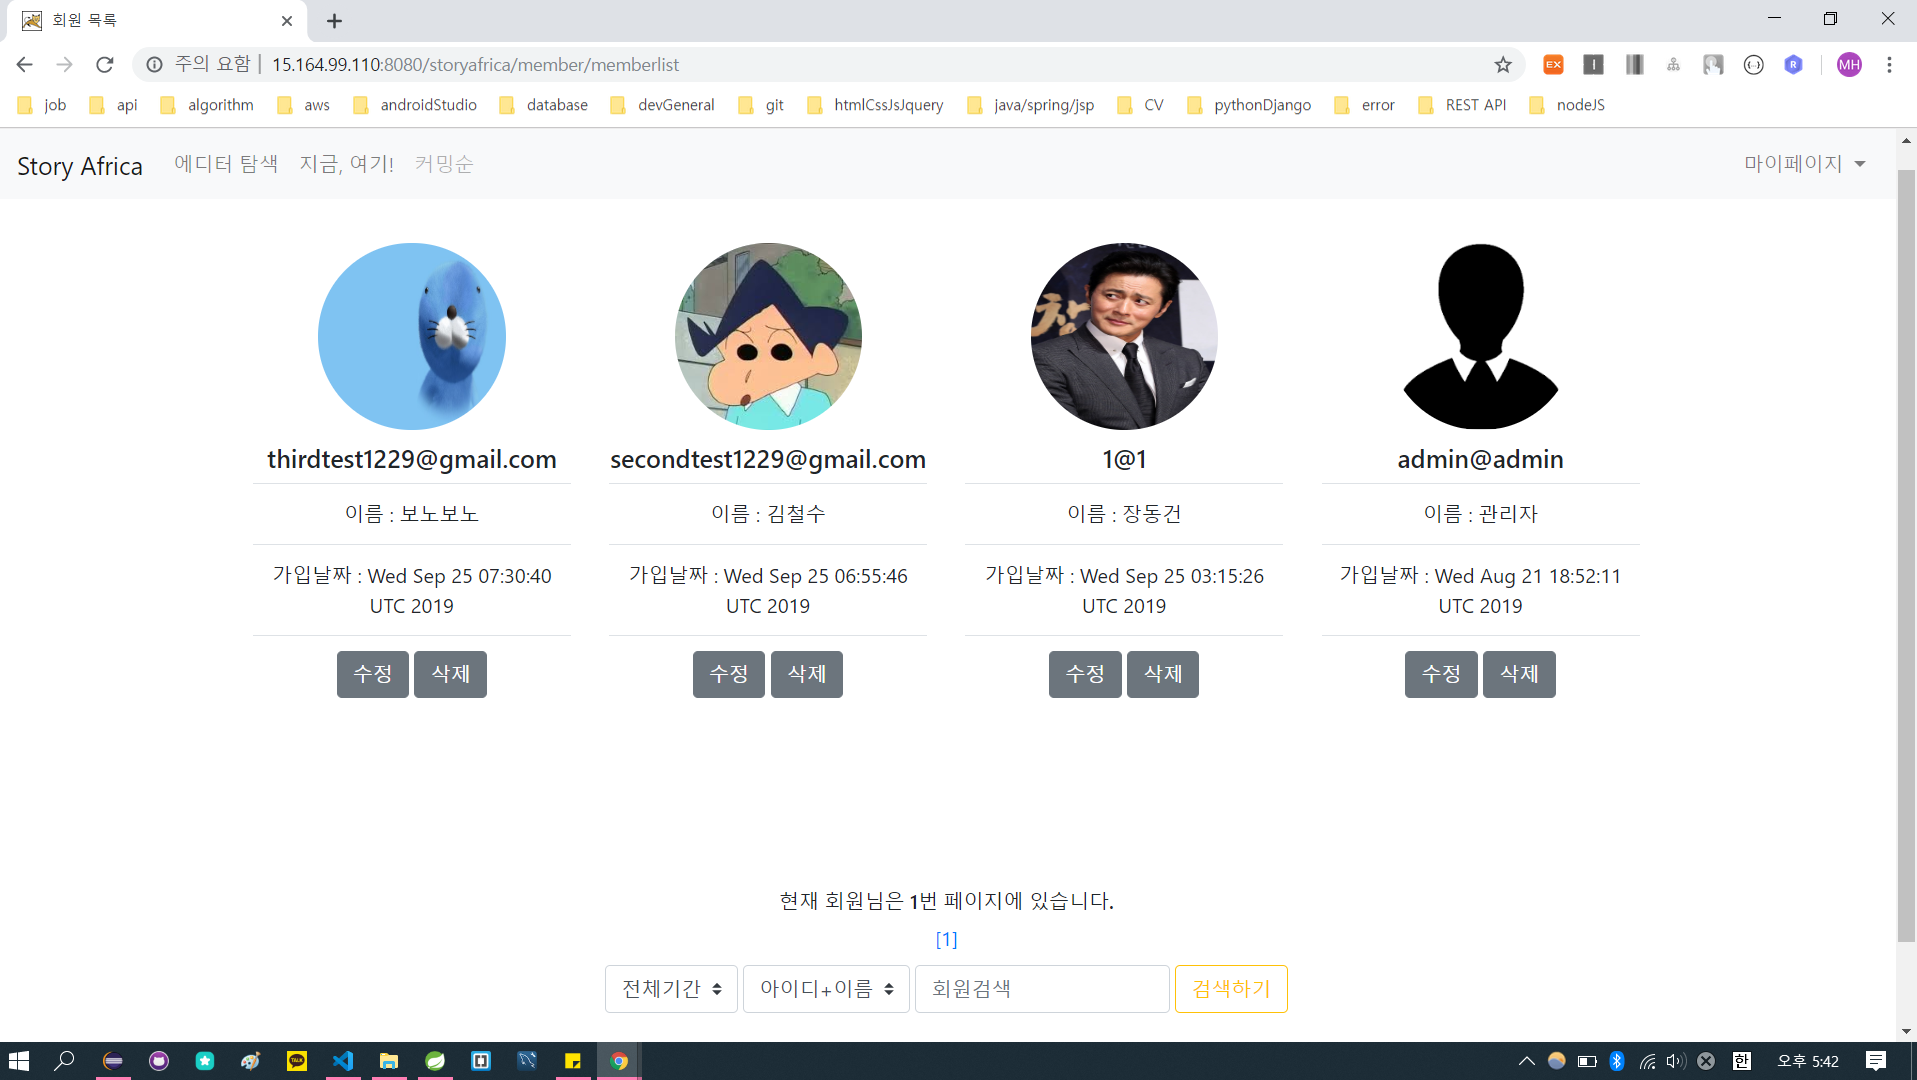 회원 목록
주의 요함 | 15.164.99.110:8080/storyafrica/member/memberlist
EX
MH
job api algorithm aws androidStudio database devGeneral git htmlCssJsJquery java/spring/jsp CV pythonDjango error REST API nodeJS
Story Africa 에디터 탐색 지금, 여기! 커밍순 마이페이지
thirdtest1229@gmail.com
이름 : 보노보노
가입날짜 : Wed Sep 25 07:30:40
UTC 2019
수정 삭제
secondtest1229@gmail.com
이름 : 김철수
가입날짜 : Wed Sep 25 06:55:46
UTC 2019
수정 삭제
1@1
이름 : 장동건
가입날짜 : Wed Sep 25 03:15:26
UTC 2019
수정 삭제
admin@admin
이름 : 관리자
가입날짜 : Wed Aug 21 18:52:11
UTC 2019
수정 삭제
현재 회원님은 1번 페이지에 있습니다.
[1]
전체기간 아이디+이름 회원검색 검색하기
TALK
한 오후 5:42